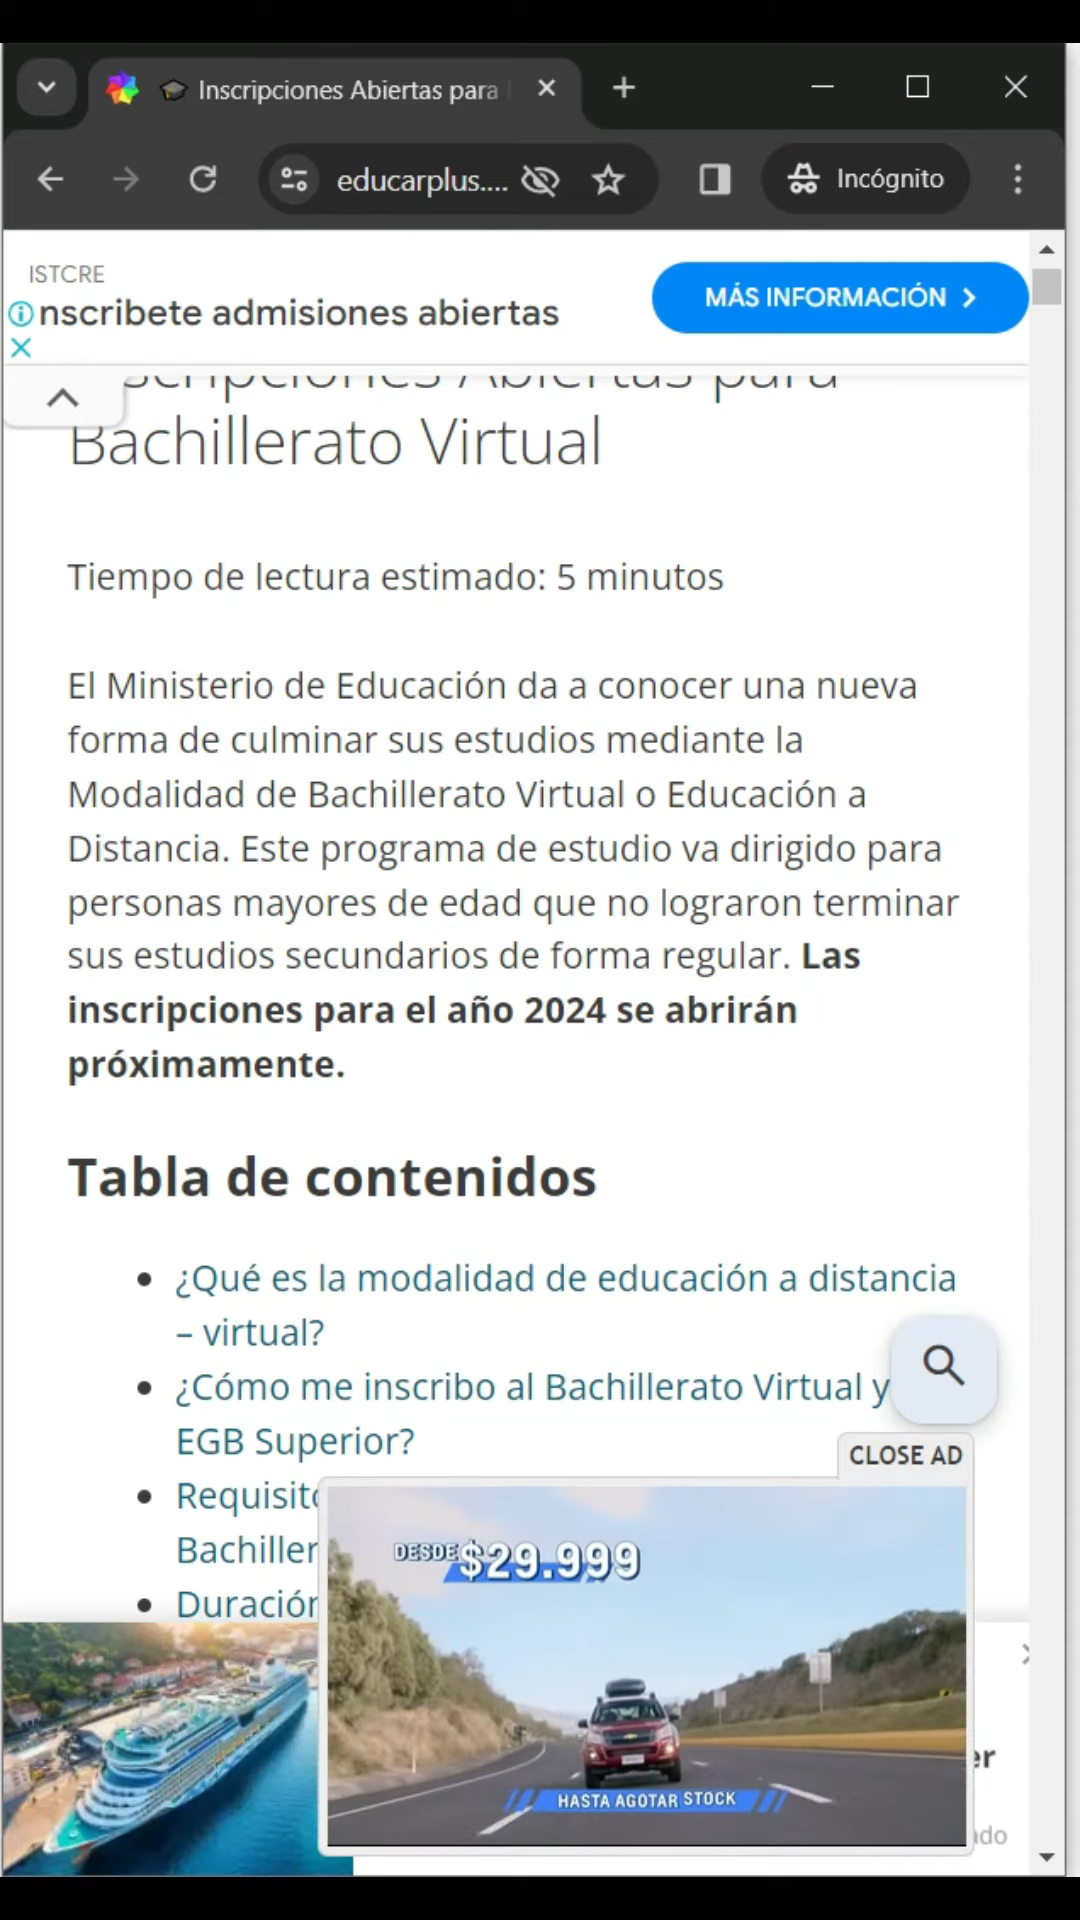 Inscripciones Abiertas para
educarplus....
Incógnito
ISTCRE
nscribete admisiones abiertas
MÁS INFORMACIÓN
scripciones Abiertas para
Bachillerato Virtual
Tiempo de lectura estimado: 5 minutos
El Ministerio de Educación da a conocer una nueva
forma de culminar sus estudios mediante la
Modalidad de Bachillerato Virtual o Educación a
Distancia. Este programa de estudio va dirigido para
personas mayores de edad que no lograron terminar
sus estudios secundarios de forma regular. Las
inscripciones para el año 2024 se abrirán
próximamente.
Tabla de contenidos
• ¿Qué es la modalidad de educación a distancia
– virtual?
• ¿Cómo me inscribo al Bachillerato Virtual y
EGB Superior?
CLOSE AD
• Requisito
Bachiller
• Duración
DESDE $29.999
HASTA AGOTAR STOCK
er
do